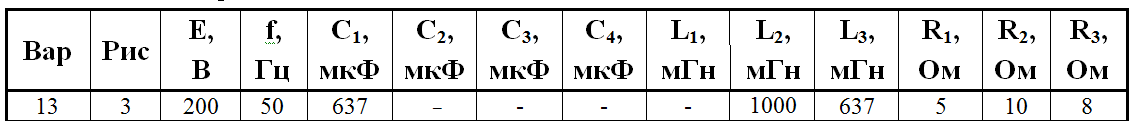 Вар Рис E, В f, Гц C₁, мкФ C₂, мкФ C₃, мкФ C₄, мкФ L₁, мГн L₂, мГн L₃, мГн R₁, Ом R₂, Ом R₃, Ом
13 3 200 50 637 – - - - 1000 637 5 10 8